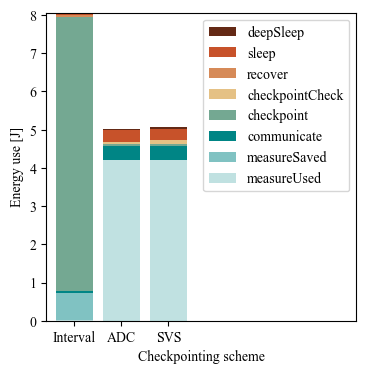 8
7
6
5
4
3
2
1
0
Energy use [J]
deepSleep
sleep
recover
checkpointCheck
checkpoint
communicate
measureSaved
measureUsed
Interval ADC SVS
Checkpointing scheme